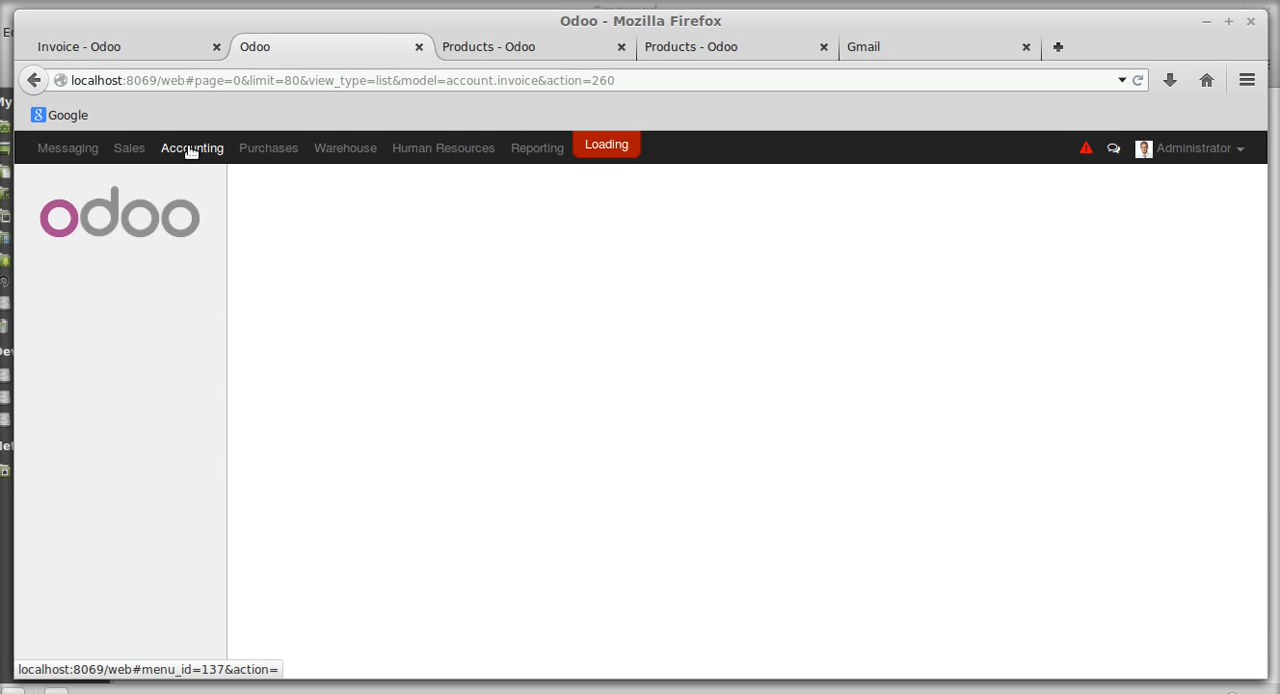 Odoo - Mozilla Firefox
Invoice - Odoo
Odoo
Products - Odoo
Products - Odoo
Gmail
localhost:8069/web#page=0&limit=80&view_type=list&model=account.invoice&action=260
Google
Messaging Sales Accounting Purchases Warehouse Human Resources Reporting Loading Administrator
odoo
localhost:8069/web#menu_id=137&action=